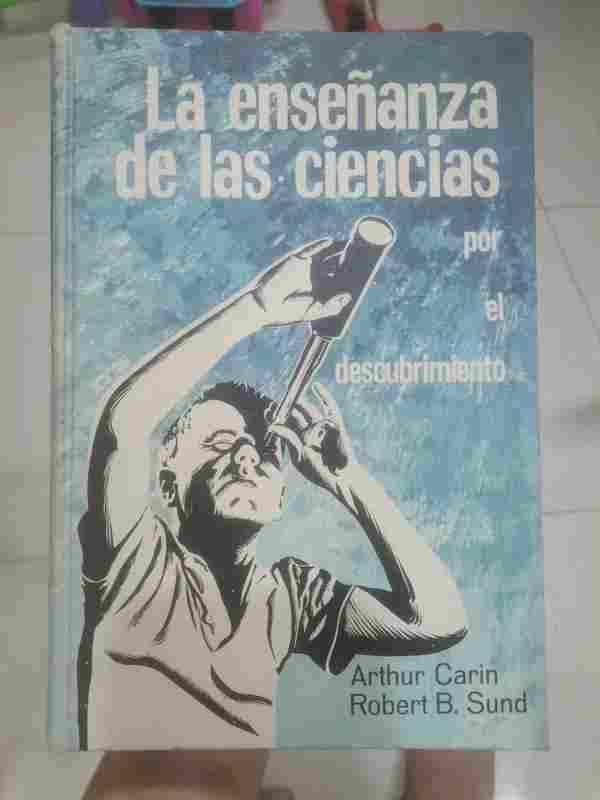 La enseñanza
de las ciencias
por
el
descubrimiento
Arthur Carin
Robert B. Sund